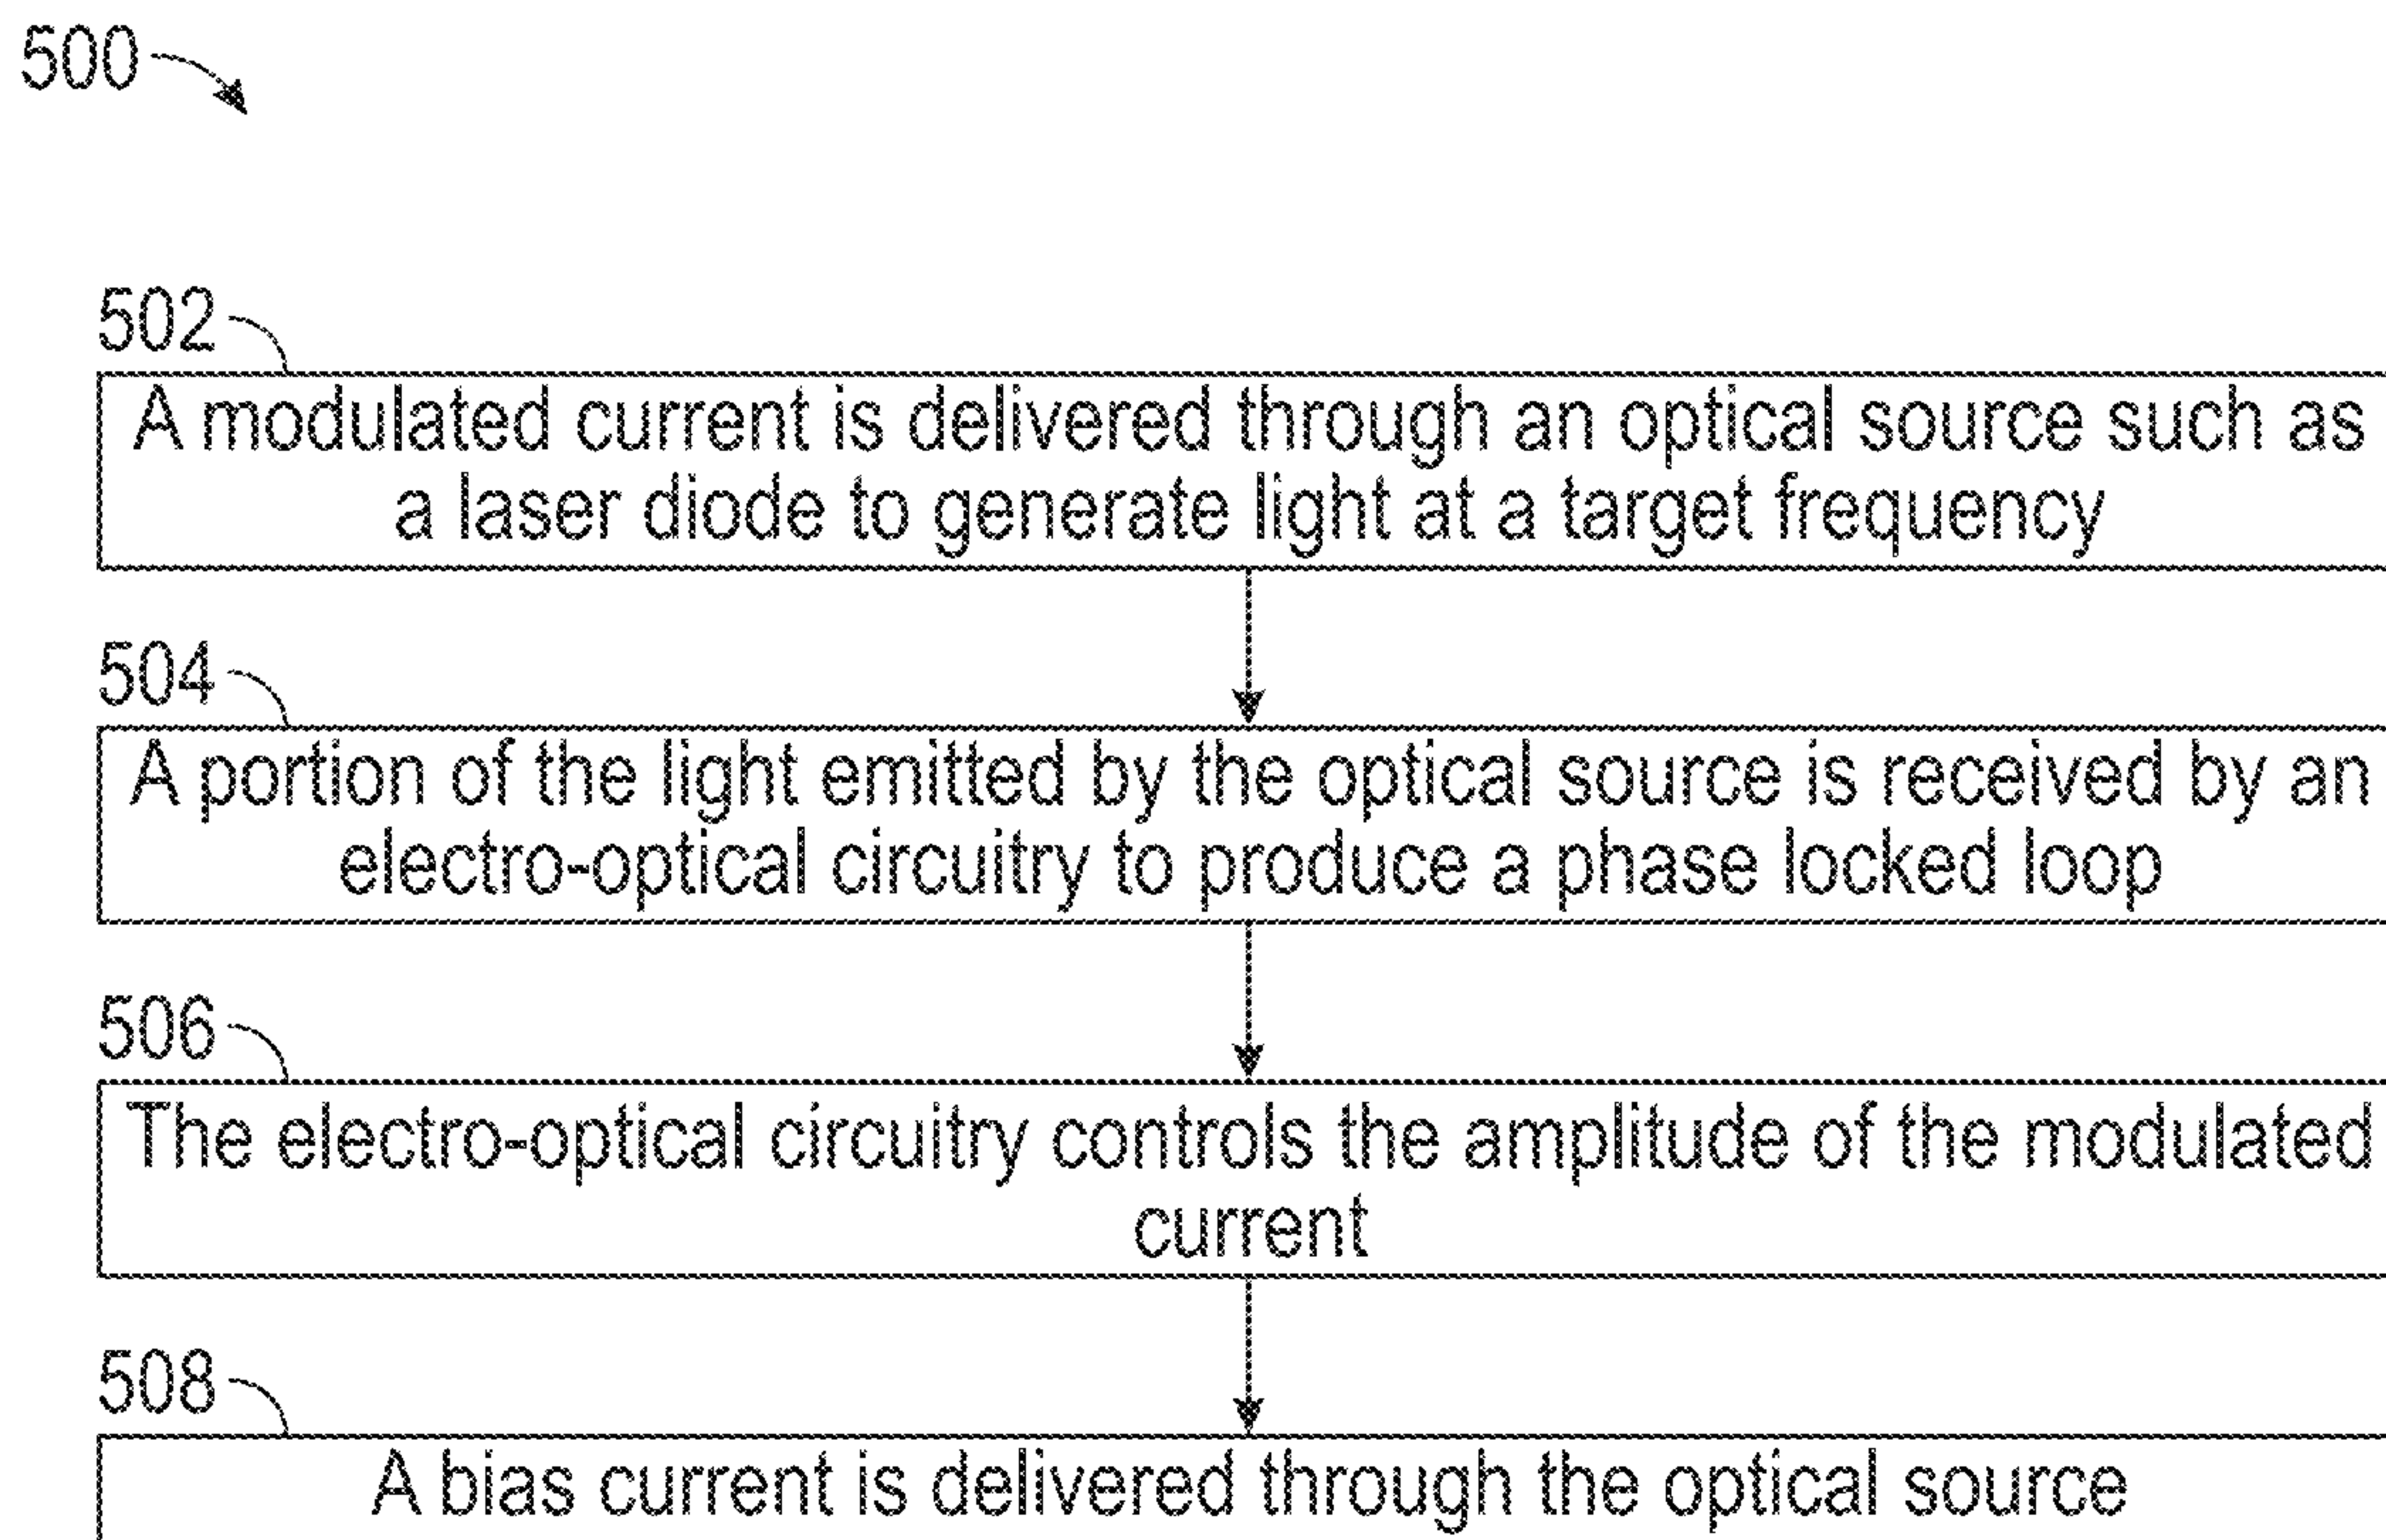 500
502
A modulated current is delivered through an optical source such as
a laser diode to generate light at a target frequency
504
A portion of the light emitted by the optical source is received by an
electro-optical circuitry to produce a phase locked loop
506
The electro-optical circuitry controls the amplitude of the modulated
current
508
A bias current is delivered through the optical source